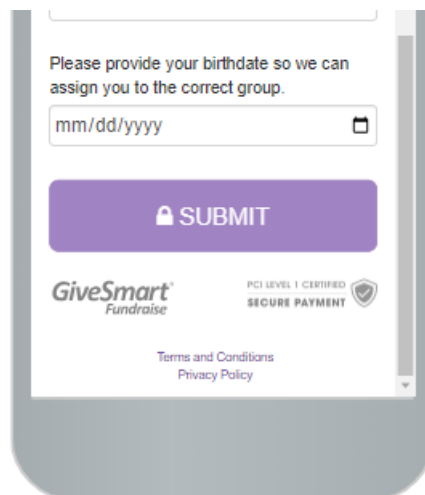 Please provide your birthdate so we can
assign you to the correct group.
mm/dd/yyyy
SUBMIT
GiveSmart®
Fundraise
PCI LEVEL 1 CERTIFIED
SECURE PAYMENT
Terms and Conditions
Privacy Policy